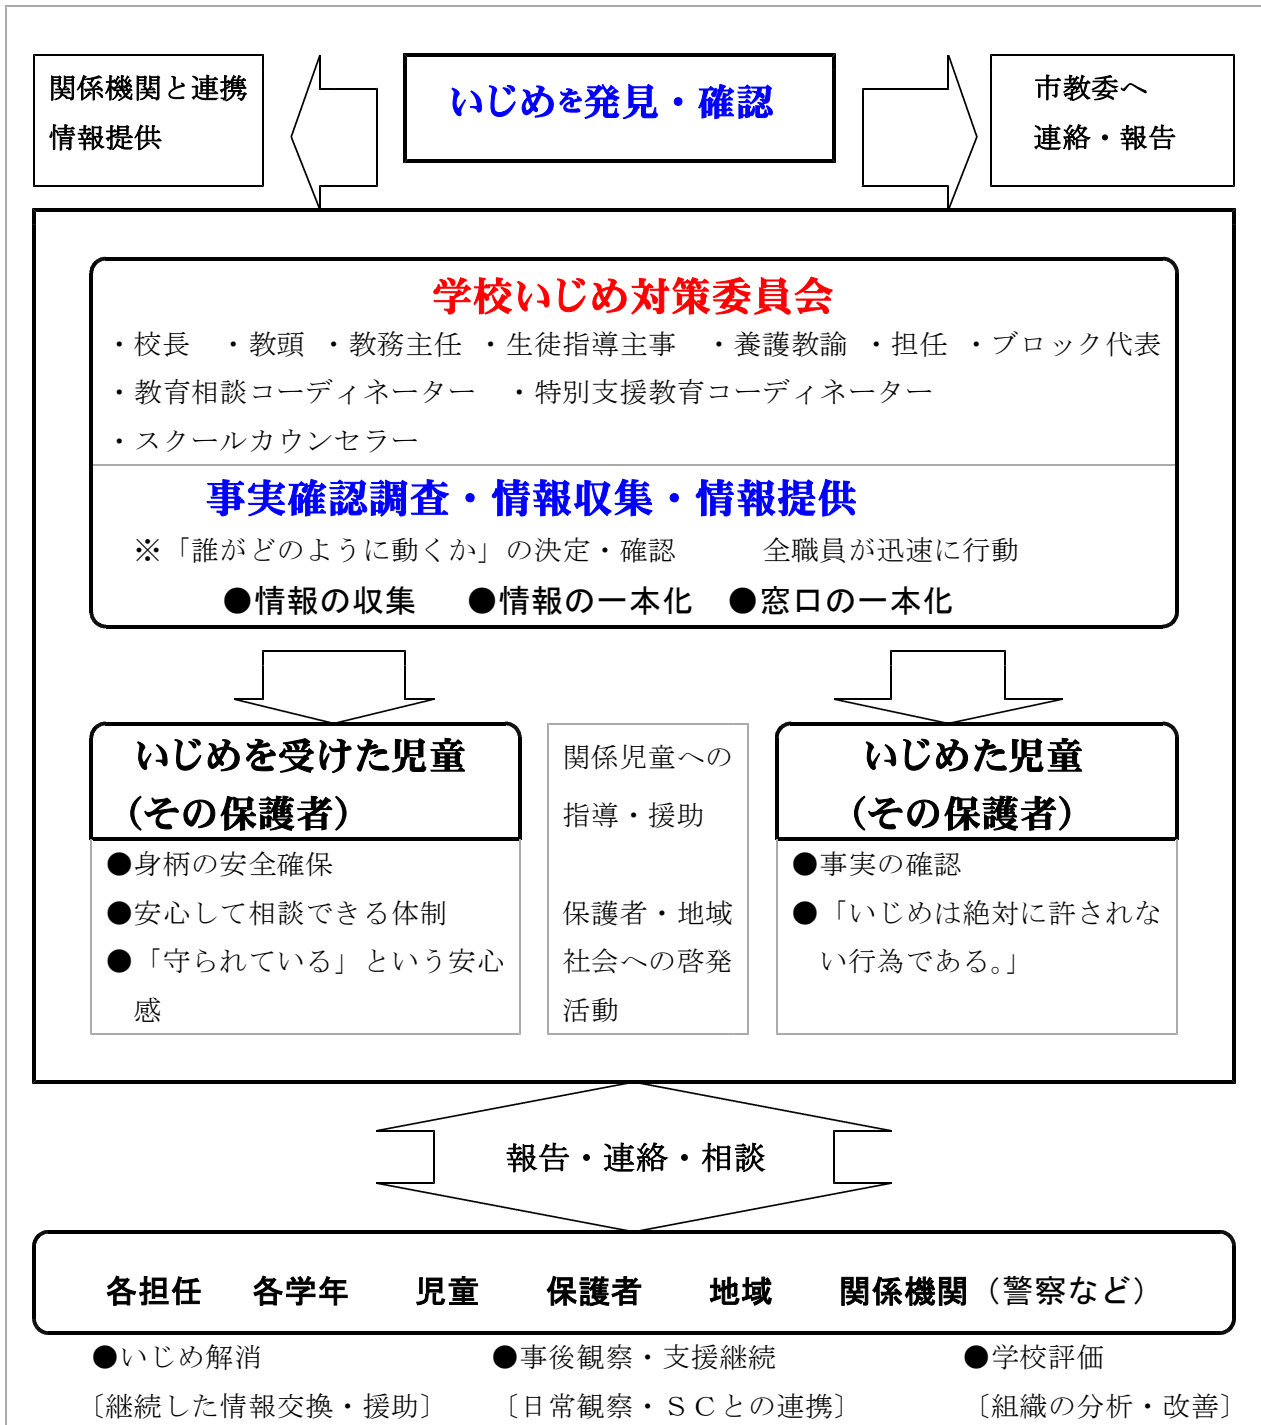 関係機関と連携
情報提供
いじめを発見・確認
市教委へ
連絡・報告
学校いじめ対策委員会
・校長　・教頭　・教務主任　・生徒指導主事　・養護教諭　・担任　・ブロック代表
・教育相談コーディネーター　・特別支援教育コーディネーター
・スクールカウンセラー
事実確認調査・情報収集・情報提供
※「誰がどのように動くか」の決定・確認　　全職員が迅速に行動
●情報の収集　●情報の一本化　●窓口の一本化
いじめを受けた児童
（その保護者）
●身柄の安全確保
●安心して相談できる体制
●「守られている」という安心
感
関係児童への
指導・援助
保護者・地域
社会への啓発
活動
いじめた児童
（その保護者）
●事実の確認
●「いじめは絶対に許されな
い行為である。」
報告・連絡・相談
各担任　各学年　児童　保護者　地域　関係機関（警察など）
●いじめ解消　●事後観察・支援継続　●学校評価
〔継続した情報交換・援助〕　〔日常観察・ＳＣとの連携〕　〔組織の分析・改善〕